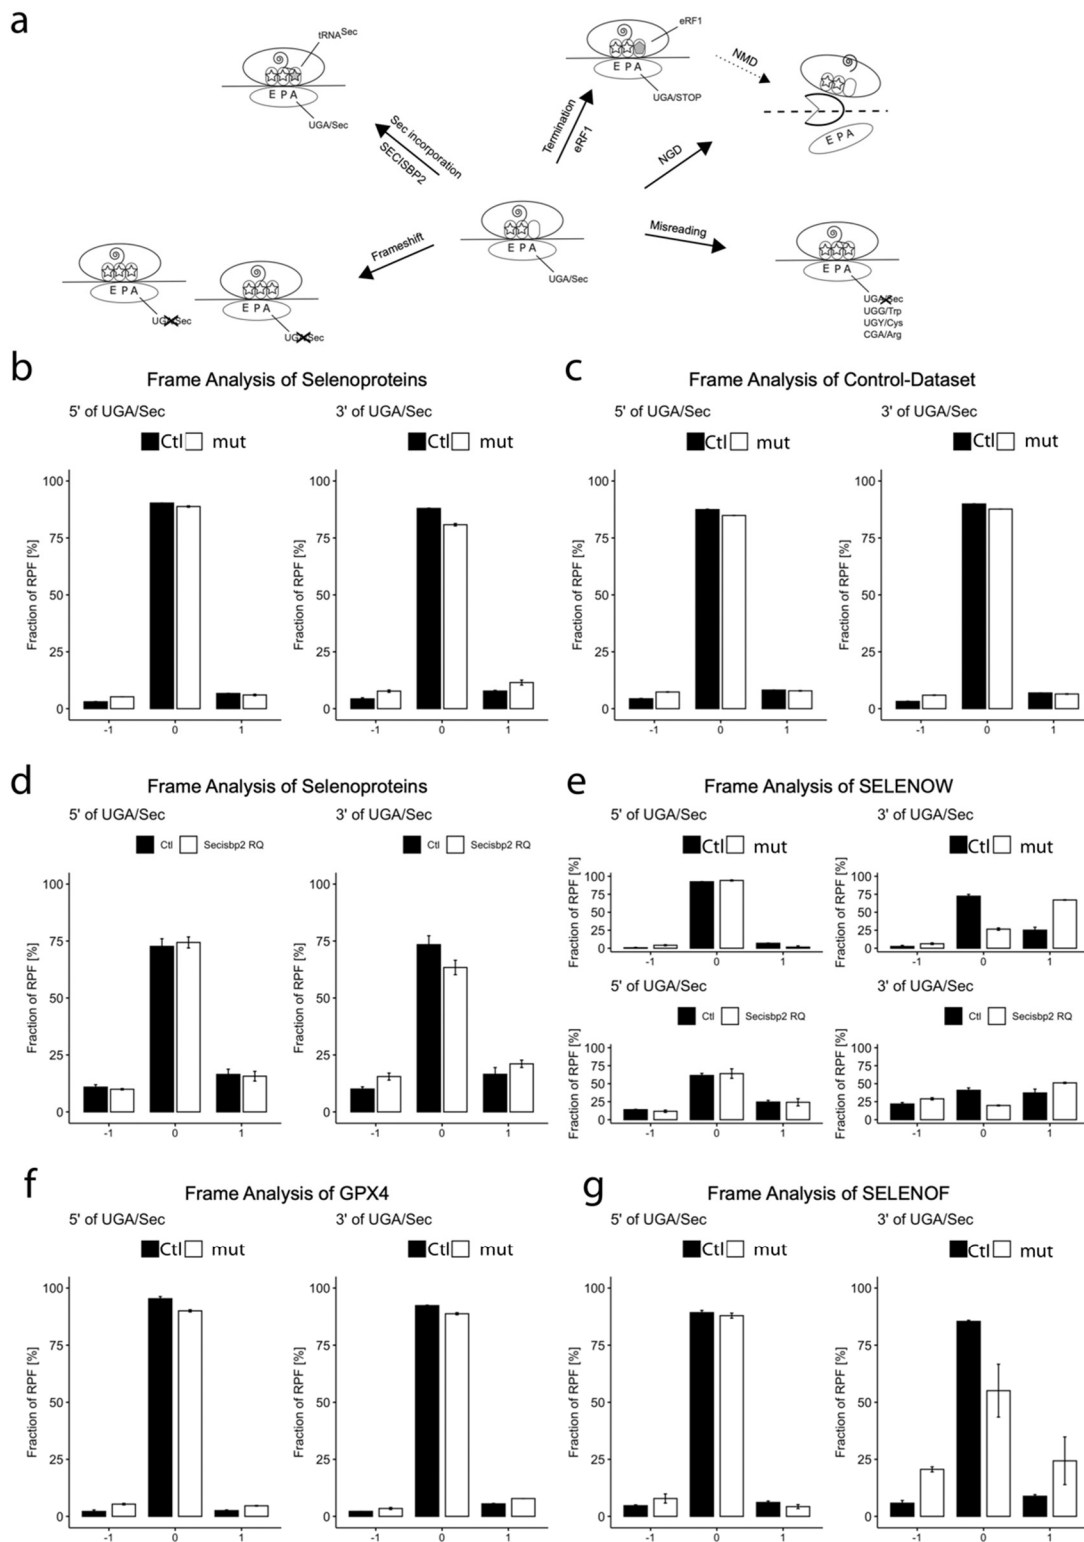 a
tRNASec
E P A
UGA/Sec
Sec incorporation
SECISBP2
eRF1
E P A
UGA/STOP
Termination
eRF1
NMD
E P A
NGD
Misreading
Frameshift
E P A
UGA/Sec
E P A
UGA/Sec
UGG/Trp
UGY/Cys
CGA/Arg
E P A
E P A
b
Frame Analysis of Selenoproteins
5' of UGA/Sec
Ctl mut
Fraction of RPF [%]
100
75
50
25
0
-1 0 1
3' of UGA/Sec
Ctl mut
Fraction of RPF [%]
100
75
50
25
0
-1 0 1
c
Frame Analysis of Control-Dataset
5' of UGA/Sec
Ctl mut
Fraction of RPF [%]
100
75
50
25
0
-1 0 1
3' of UGA/Sec
Ctl mut
Fraction of RPF [%]
100
75
50
25
0
-1 0 1
d
Frame Analysis of Selenoproteins
5' of UGA/Sec
Ctl Secisbp2 RQ
Fraction of RPF [%]
100
75
50
25
0
-1 0 1
3' of UGA/Sec
Ctl Secisbp2 RQ
Fraction of RPF [%]
100
75
50
25
0
-1 0 1
e
Frame Analysis of SELENOW
5' of UGA/Sec
Ctl mut
Fraction of RPF [%]
100
75
50
25
0
-1 0 1
3' of UGA/Sec
Ctl mut
Fraction of RPF [%]
100
75
50
25
0
-1 0 1
5' of UGA/Sec
Ctl Secisbp2 RQ
Fraction of RPF [%]
100
75
50
25
0
-1 0 1
3' of UGA/Sec
Ctl Secisbp2 RQ
Fraction of RPF [%]
100
75
50
25
0
-1 0 1
f
Frame Analysis of GPX4
5' of UGA/Sec
Ctl mut
Fraction of RPF [%]
100
75
50
25
0
-1 0 1
3' of UGA/Sec
Ctl mut
Fraction of RPF [%]
100
75
50
25
0
-1 0 1
g
Frame Analysis of SELENOF
5' of UGA/Sec
Ctl mut
Fraction of RPF [%]
100
75
50
25
0
-1 0 1
3' of UGA/Sec
Ctl mut
Fraction of RPF [%]
100
75
50
25
0
-1 0 1